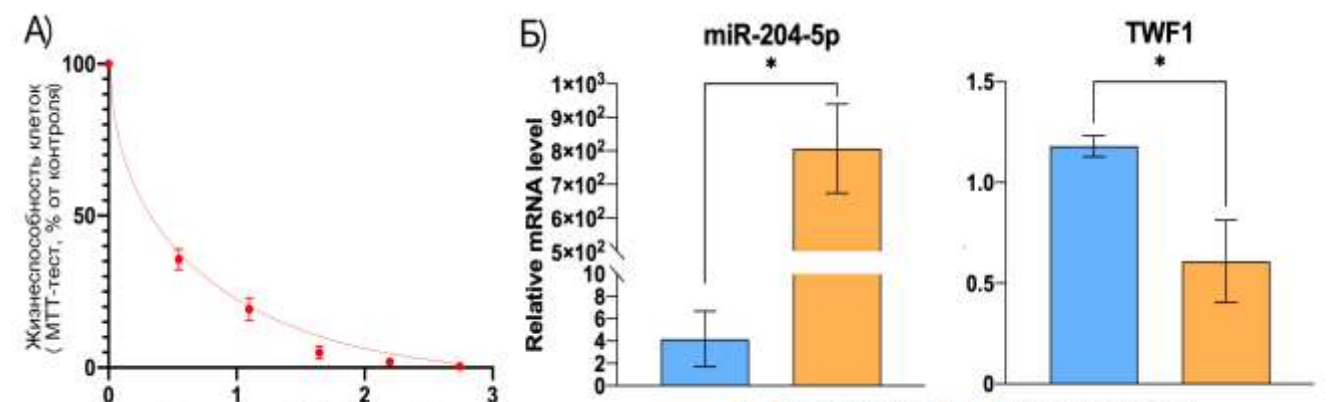 А)
Жизнеспособность клеток
( МТТ-тест, % от контроля)
100
50
0
0 1 2 3
Б)
miR-204-5p
Relative mRNA level
*
1×10³
9×10²
8×10²
7×10²
6×10²
5×10²
10
8
6
4
2
0
TWF1
*
1.5
1.0
0.5
0